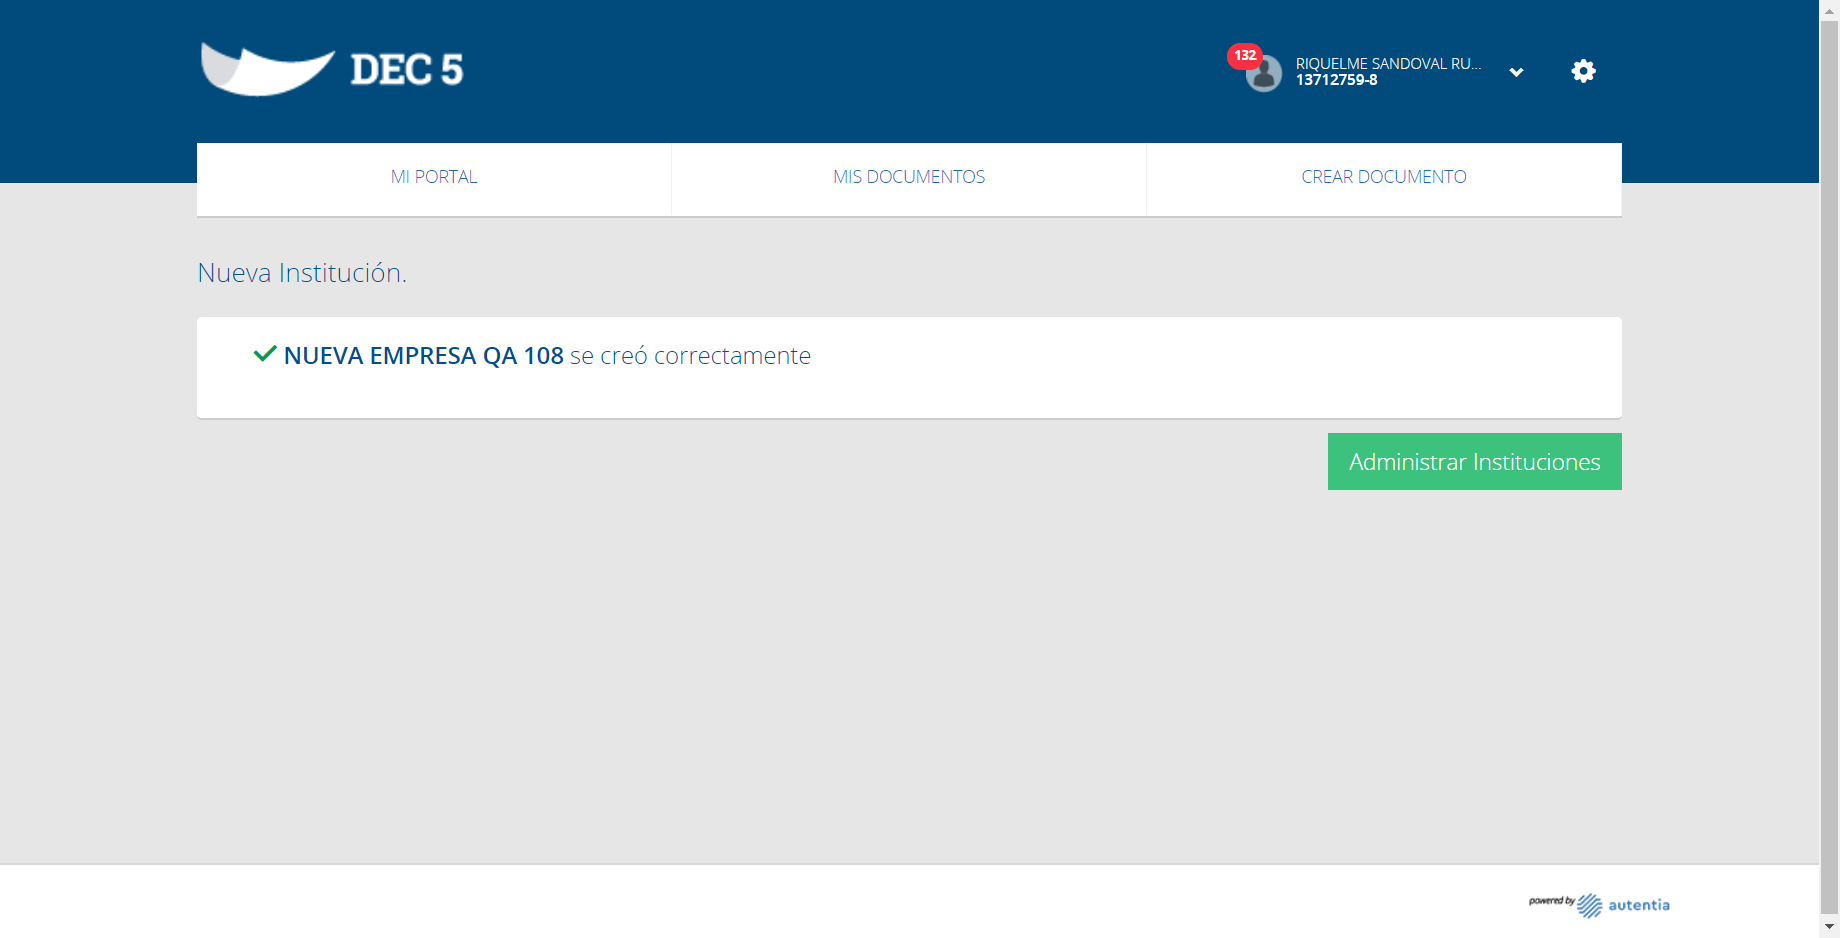 DEC 5
132
RIQUELME SANDOVAL RU...
13712759-8
MI PORTAL
MIS DOCUMENTOS
CREAR DOCUMENTO
Nueva Institución.
NUEVA EMPRESA QA 108 se creó correctamente
Administrar Instituciones
powered by autentia